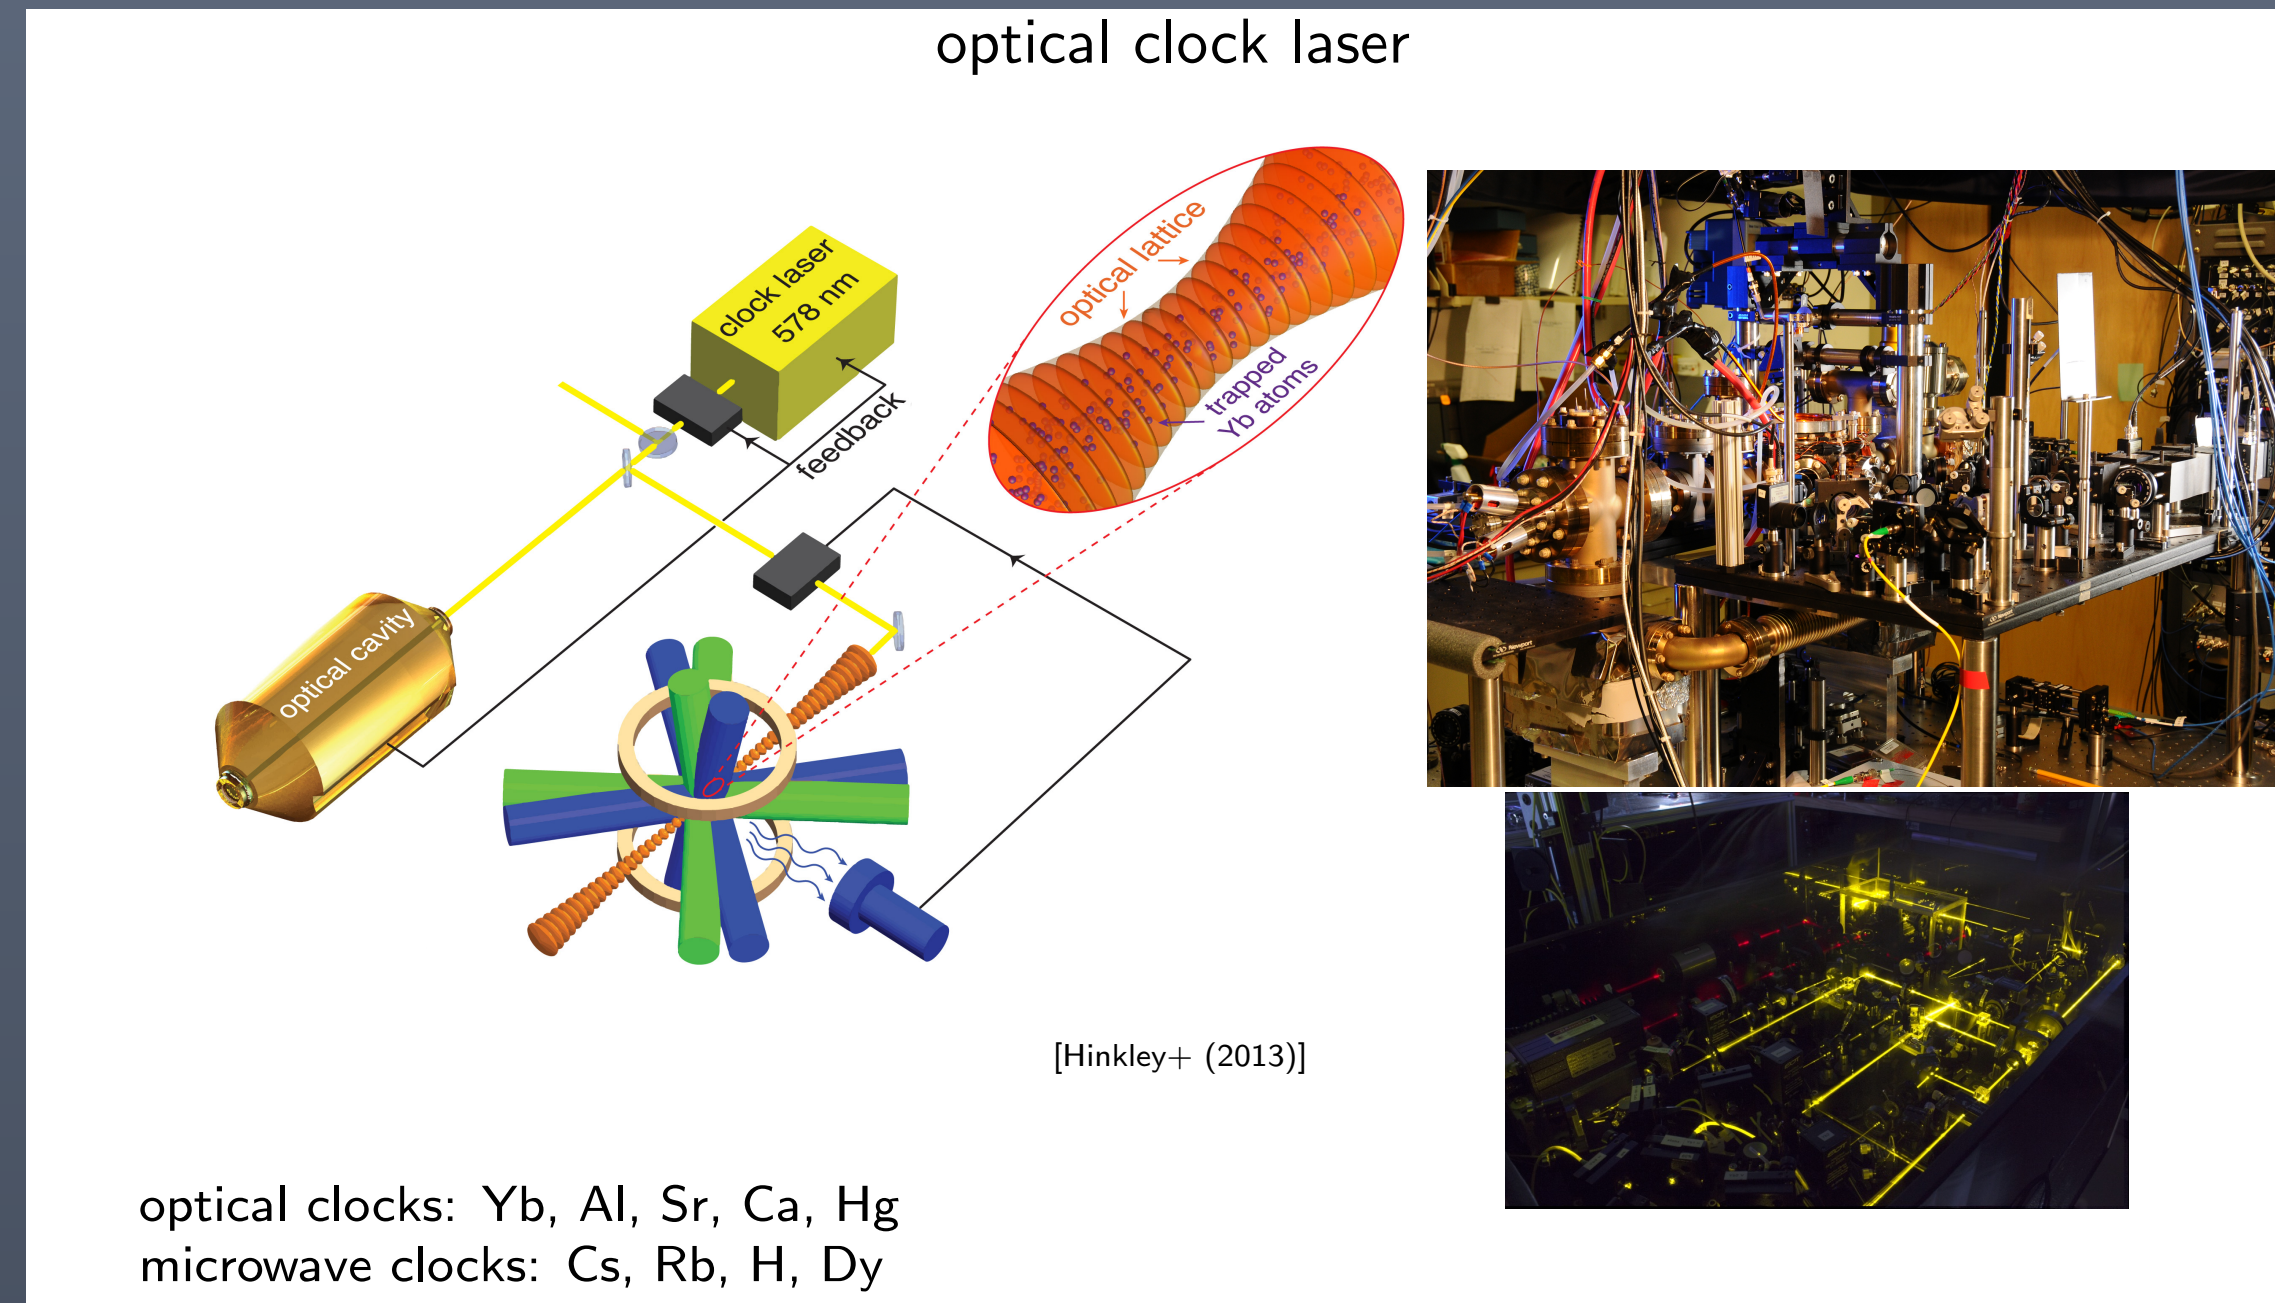 optical clock laser
clock laser
578 nm
feedback
optical lattice
trapped
Yb atoms
optical cavity
Newport
[Hinkley+ (2013)]
optical clocks: Yb, Al, Sr, Ca, Hg
microwave clocks: Cs, Rb, H, Dy